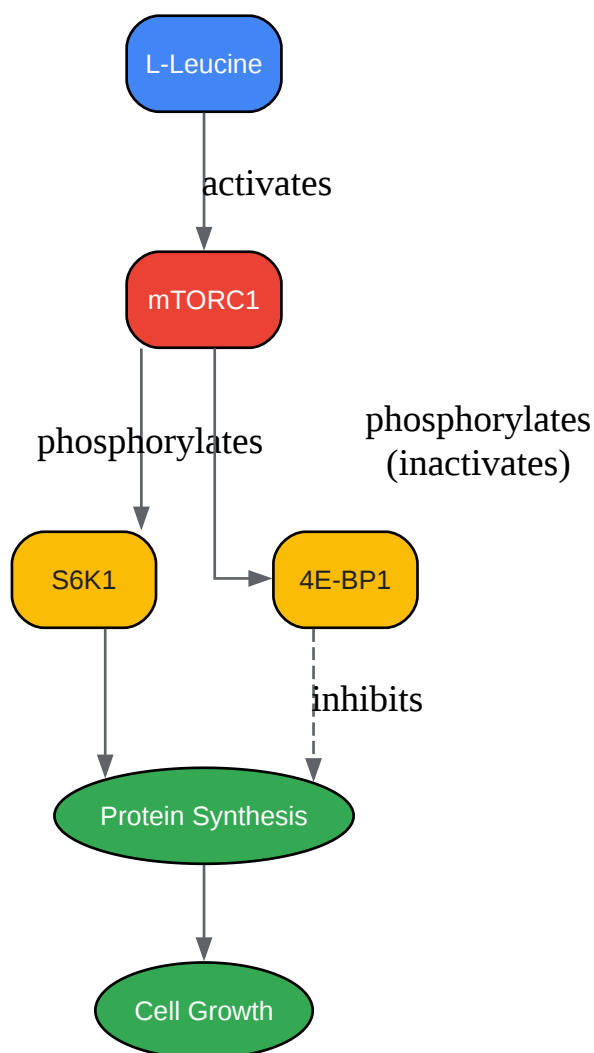 L-Leucine
activates
mTORC1
phosphorylates
phosphorylates
(inactivates)
S6K1
4E-BP1
inhibits
Protein Synthesis
Cell Growth